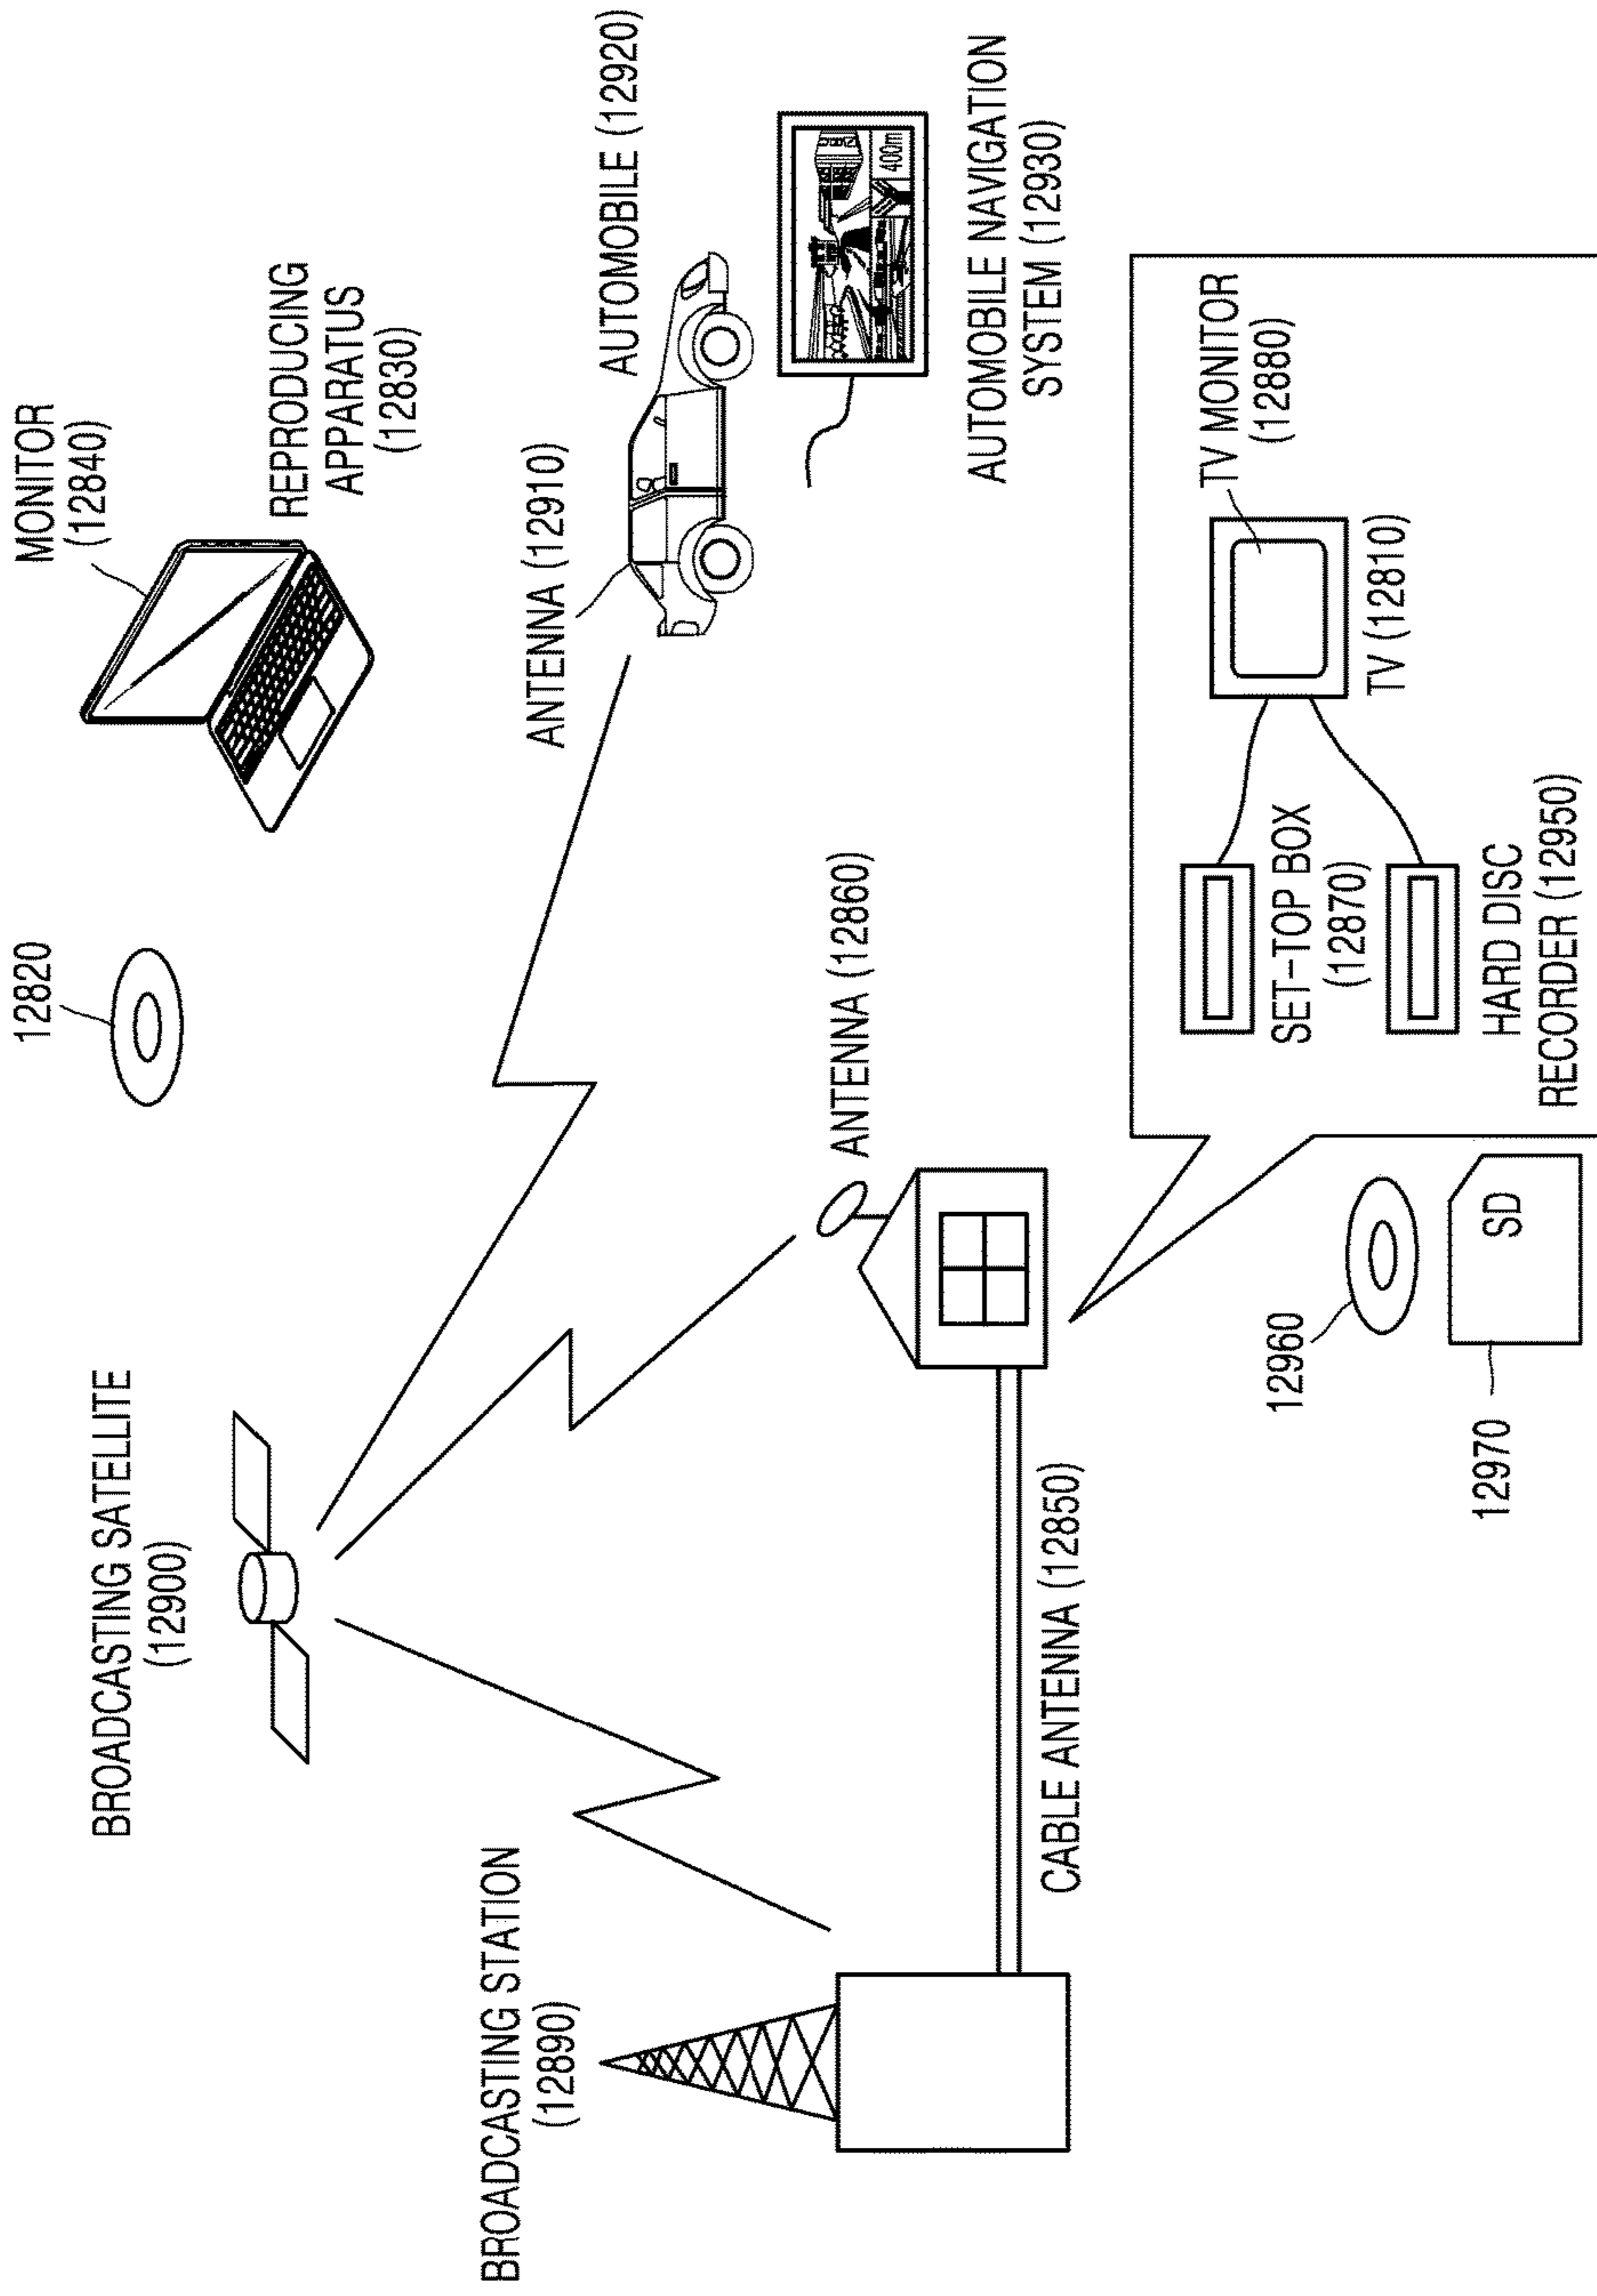 BROADCASTING SATELLITE
(12900)
12820
MONITOR
(12840)
REPRODUCING
APPARATUS
(12830)
BROADCASTING STATION
(12890)
ANTENNA (12910)
AUTOMOBILE (12920)
400m
ANTENNA (12860)
AUTOMOBILE NAVIGATION
SYSTEM (12930)
CABLE ANTENNA (12850)
TV MONITOR
(12880)
SET-TOP BOX
(12870)
TV (12810)
12960
SD
12970
HARD DISC
RECORDER (12950)